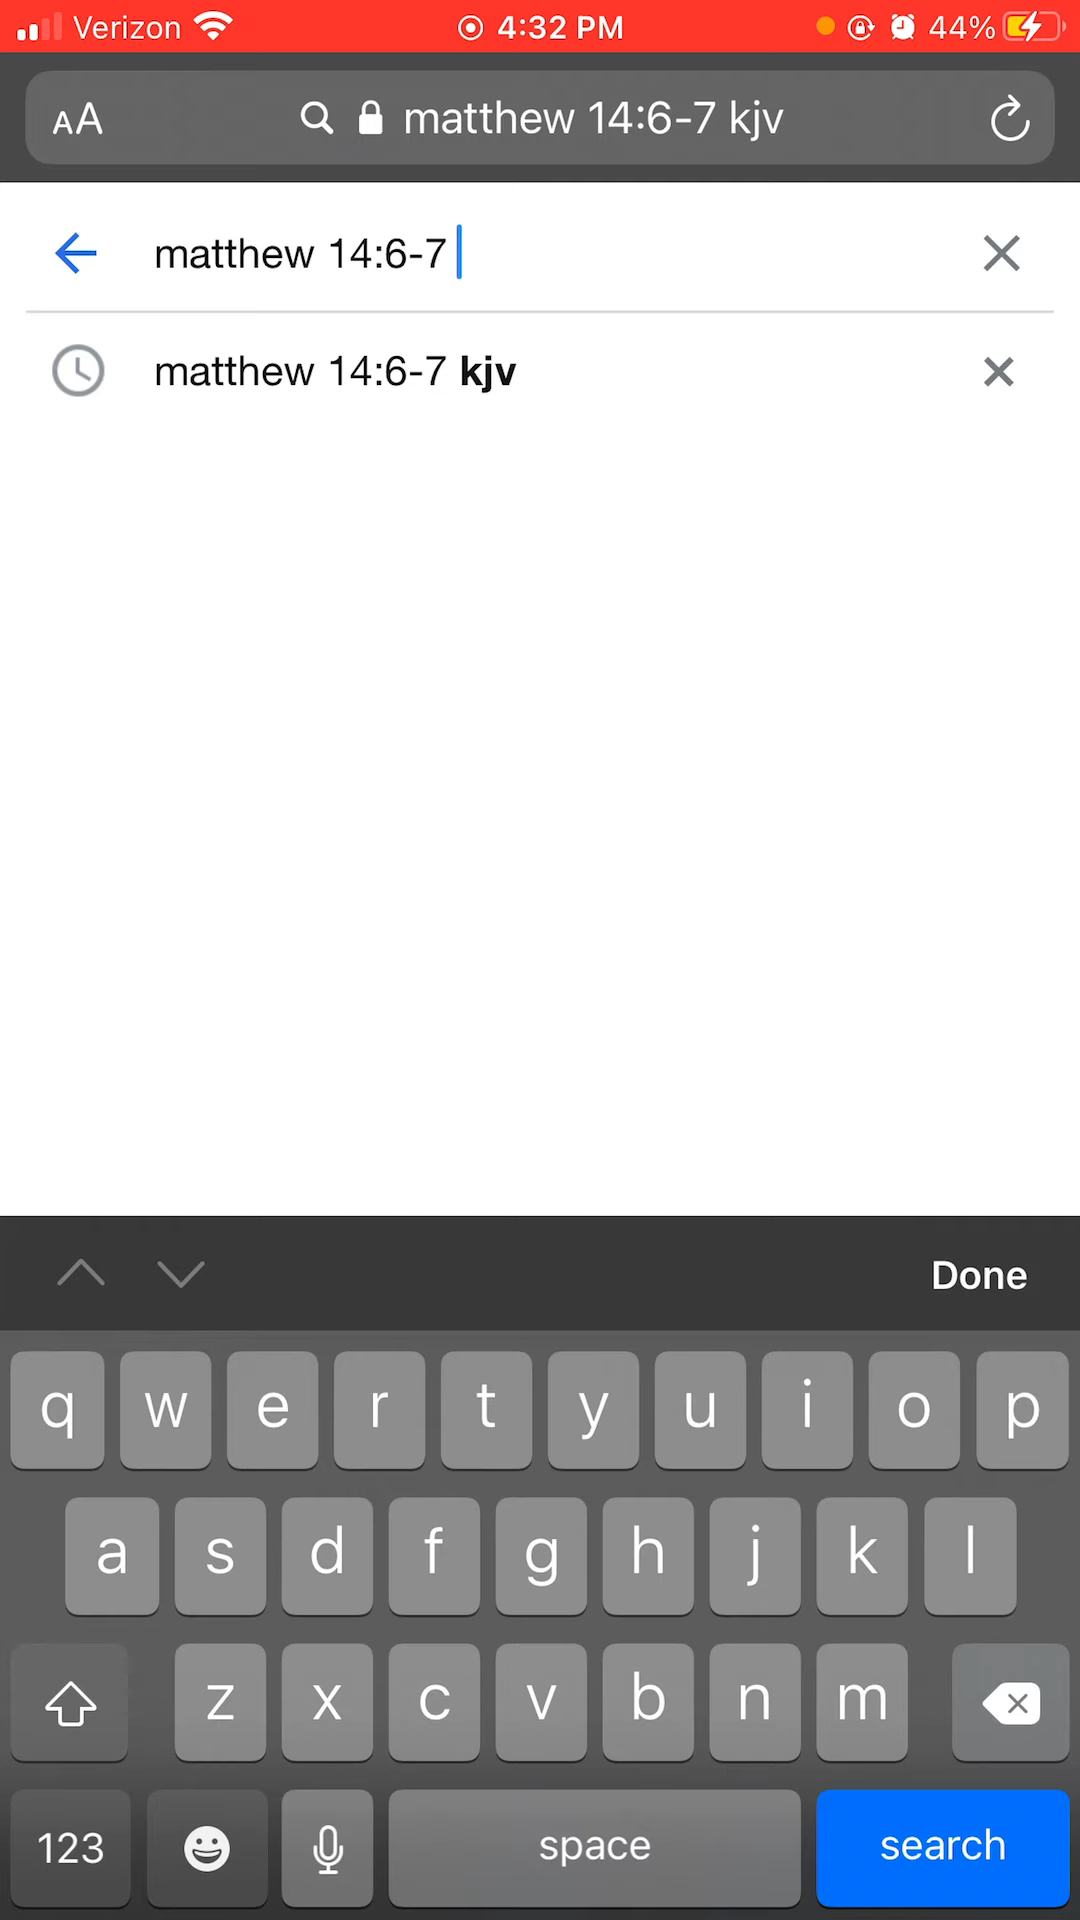 Verizon 4:32 PM 44%
AA matthew 14:6-7 kjv
matthew 14:6-7
matthew 14:6-7 kjv
Done
q w e r t y u i o p
a s d f g h j k l
z x c v b n m
123 space search